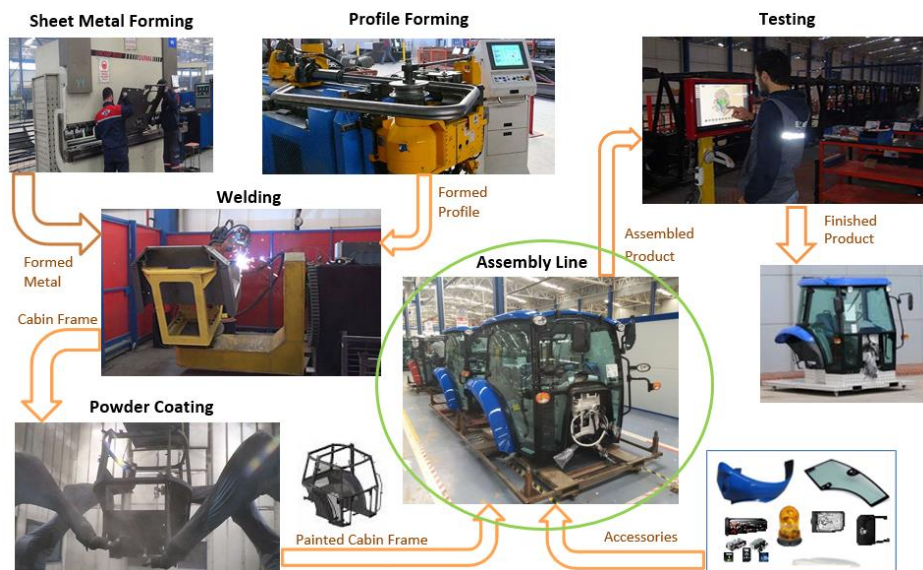 Sheet Metal Forming
Profile Forming
Testing
Welding
Formed
Profile
Formed
Metal
Assembled
Product
Finished
Product
Assembly Line
Cabin Frame
Powder Coating
Painted Cabin Frame
Accessories